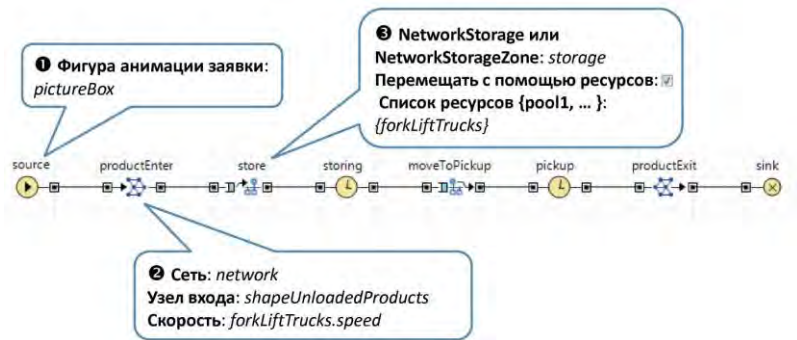 ❸ NetworkStorage или
NetworkStorageZone: storage
Перемещать с помощью ресурсов:
Список ресурсов {pool1, ... }:
{forkLiftTrucks}
❶ Фигура анимации заявки:
pictureBox
source productEnter store storing moveToPickup pickup productExit sink
❷ Сеть: network
Узел входа: shapeUnloadedProducts
Скорость: forkLiftTrucks.speed